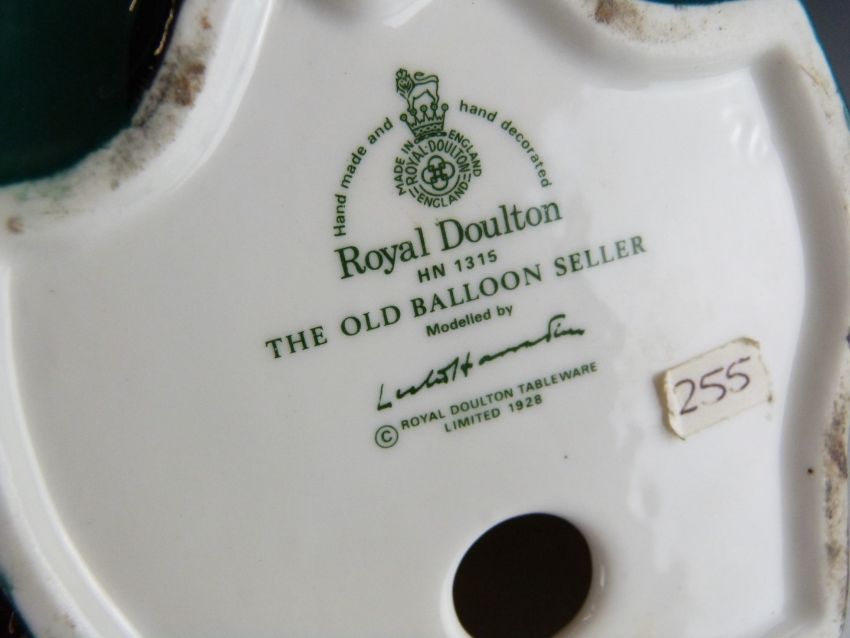 Hand made and hand decorated
MADE IN ENGLAND
ROYAL·DOULTON
ENGLAND
Royal Doulton
HN 1315
THE OLD BALLOON SELLER
Modelled by
© ROYAL DOULTON TABLEWARE
LIMITED 1928
255